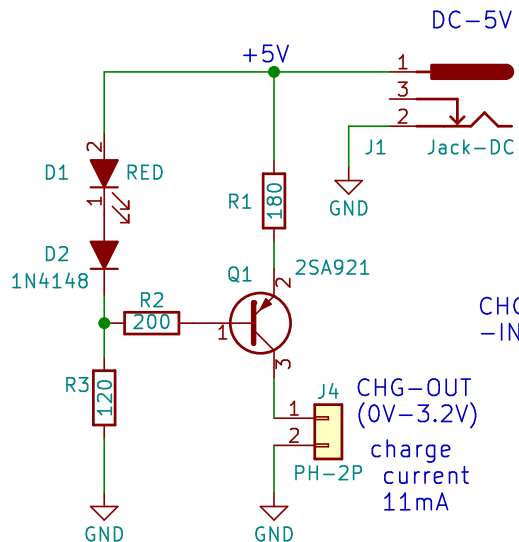 DC-5V
+5V
1
3
2
J1
Jack-DC
GND
2
D1
RED
1
R1
180
D2
1N4148
Q1
2SA921
2
R2
200
1
CHG
-IN
3
R3
120
J4
CHG-OUT
(0V-3.2V)
1
2
PH-2P
charge
current
11mA
GND
GND